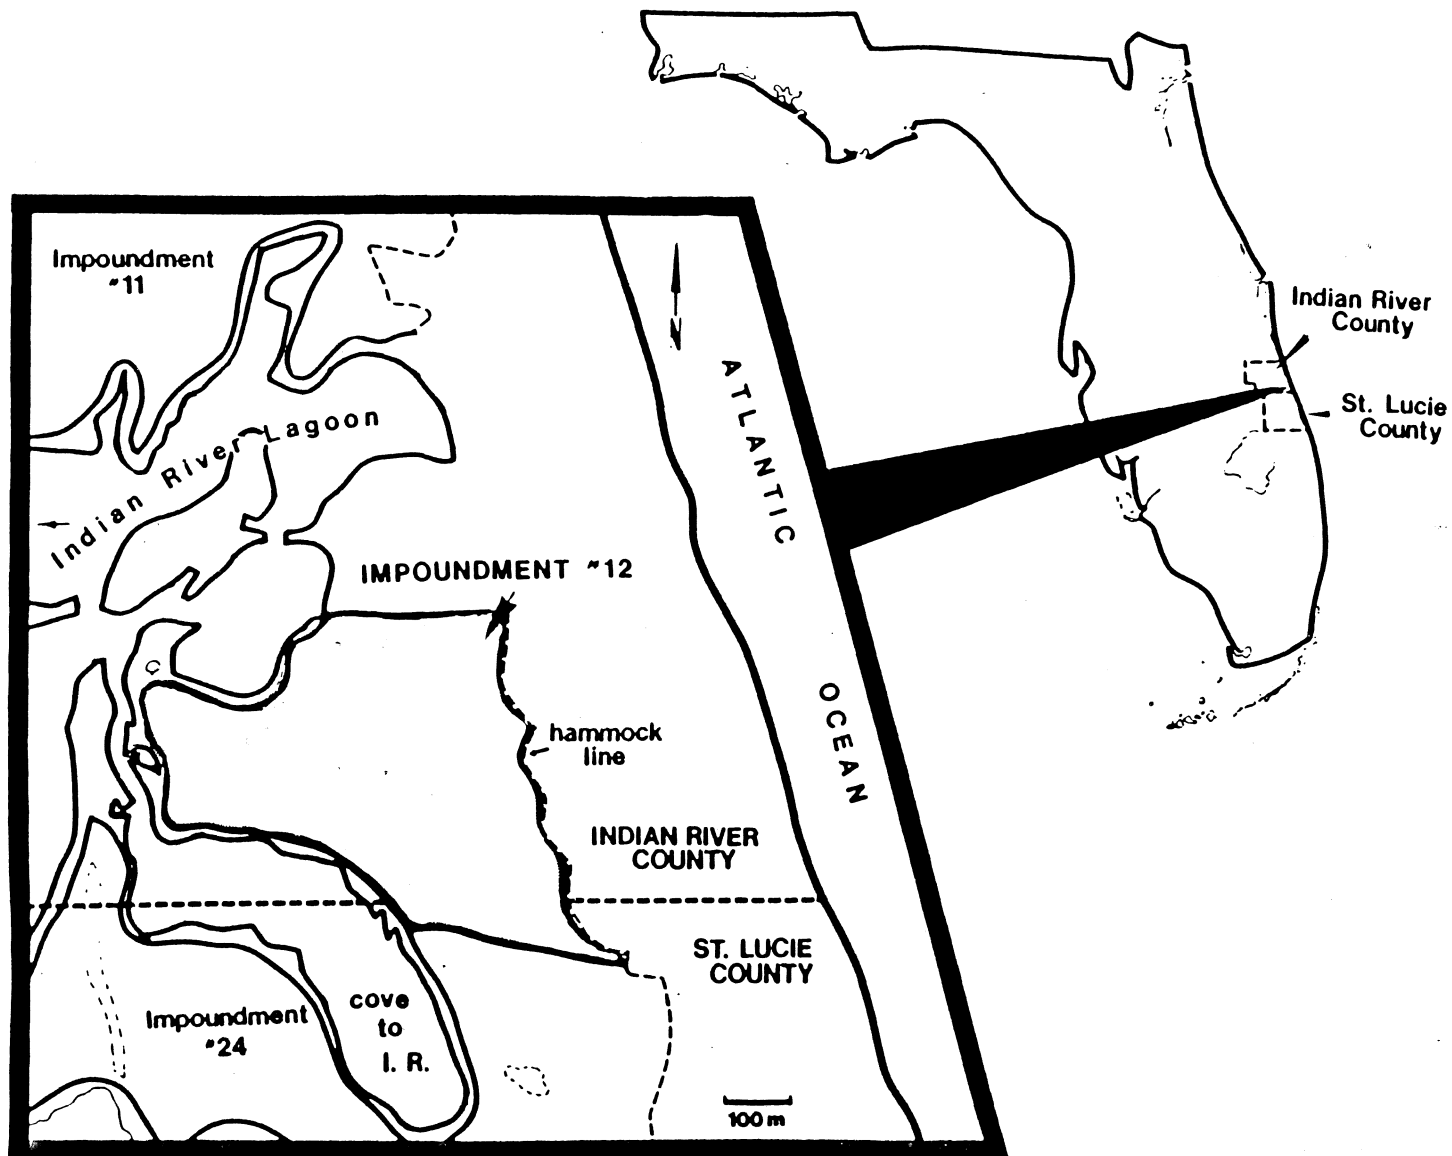 Impoundment
#11
Indian River Lagoon
IMPOUNDMENT #12
hammock
line
INDIAN RIVER
COUNTY
ST. LUCIE
COUNTY
Impoundment
#24
cove
to
I. R.
100 m
ATLANTIC
OCEAN
Indian River
County
St. Lucie
County